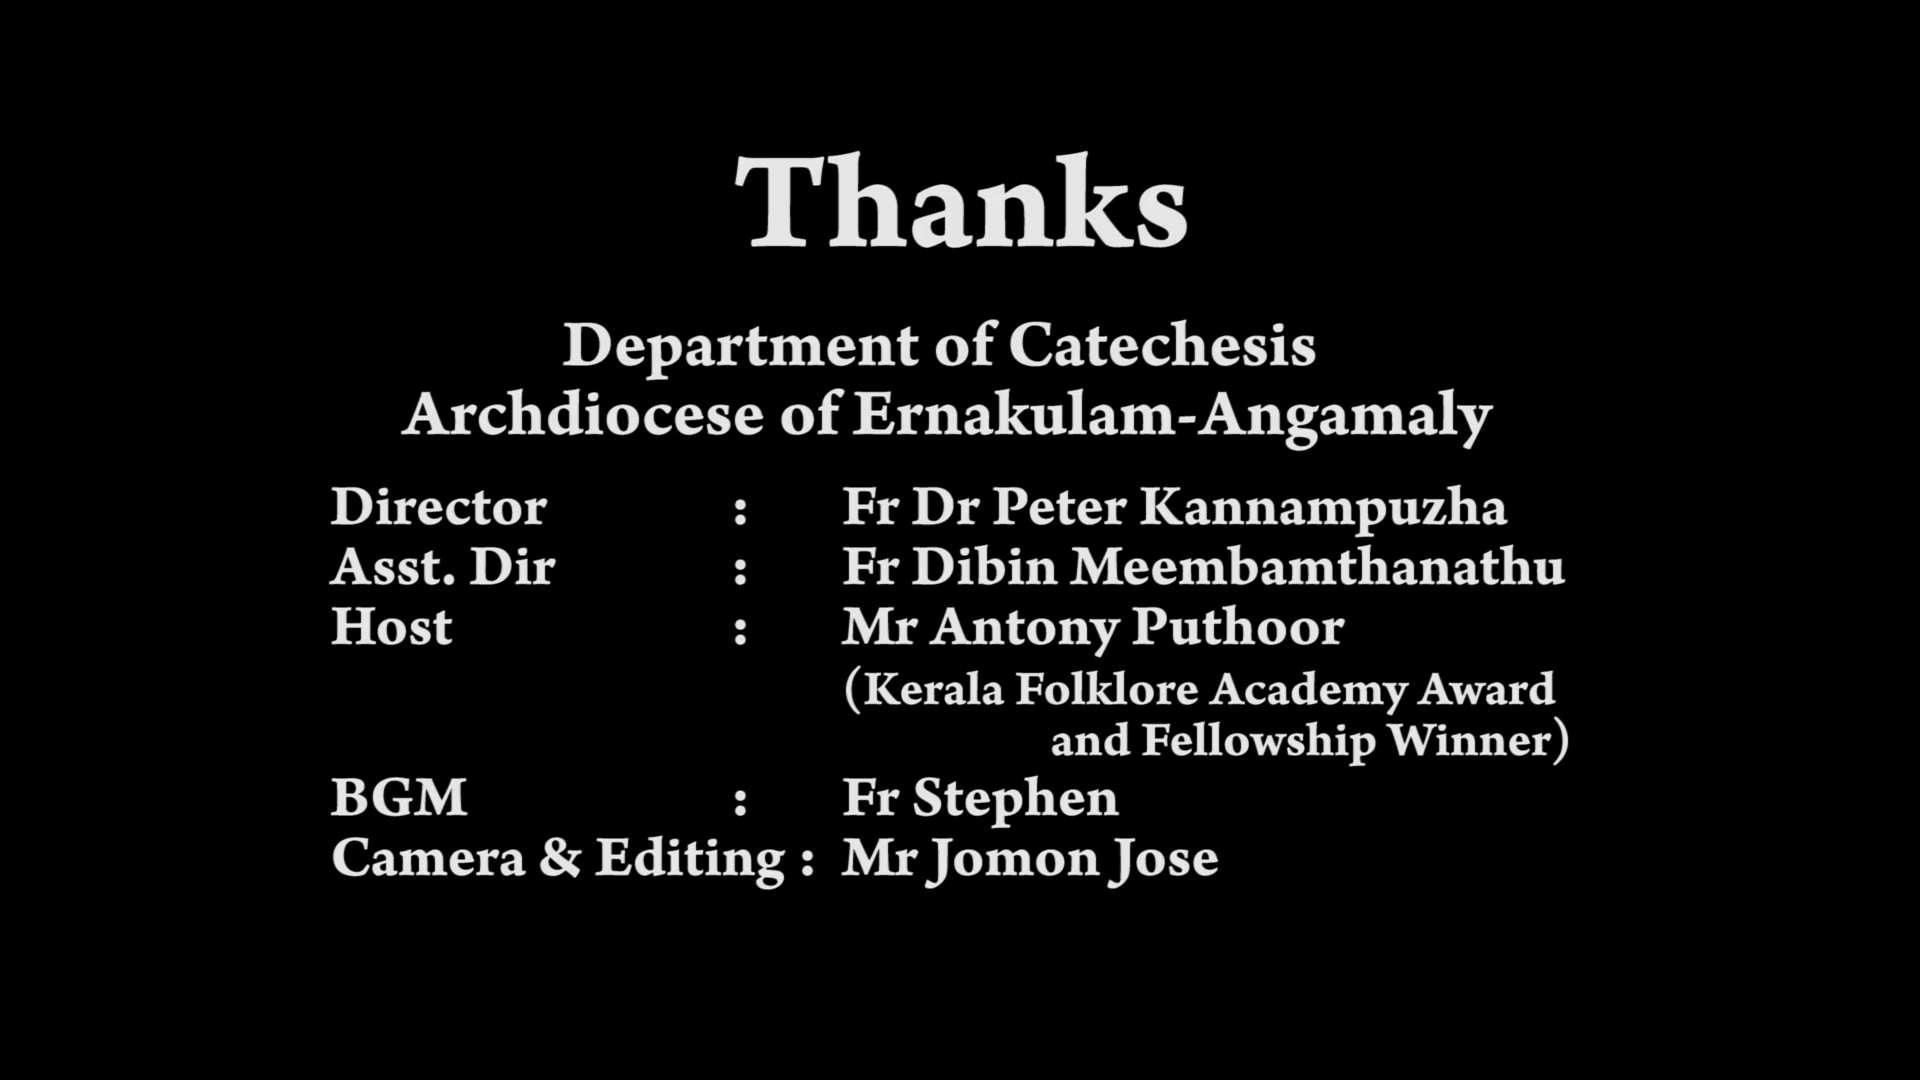 Thanks
Department of Catechesis
Archdiocese of Ernakulam-Angamaly
Director : Fr Dr Peter Kannampuzha
Asst. Dir : Fr Dibin Meembamthanathu
Host : Mr Antony Puthoor
(Kerala Folklore Academy Award
and Fellowship Winner)
BGM : Fr Stephen
Camera & Editing : Mr Jomon Jose